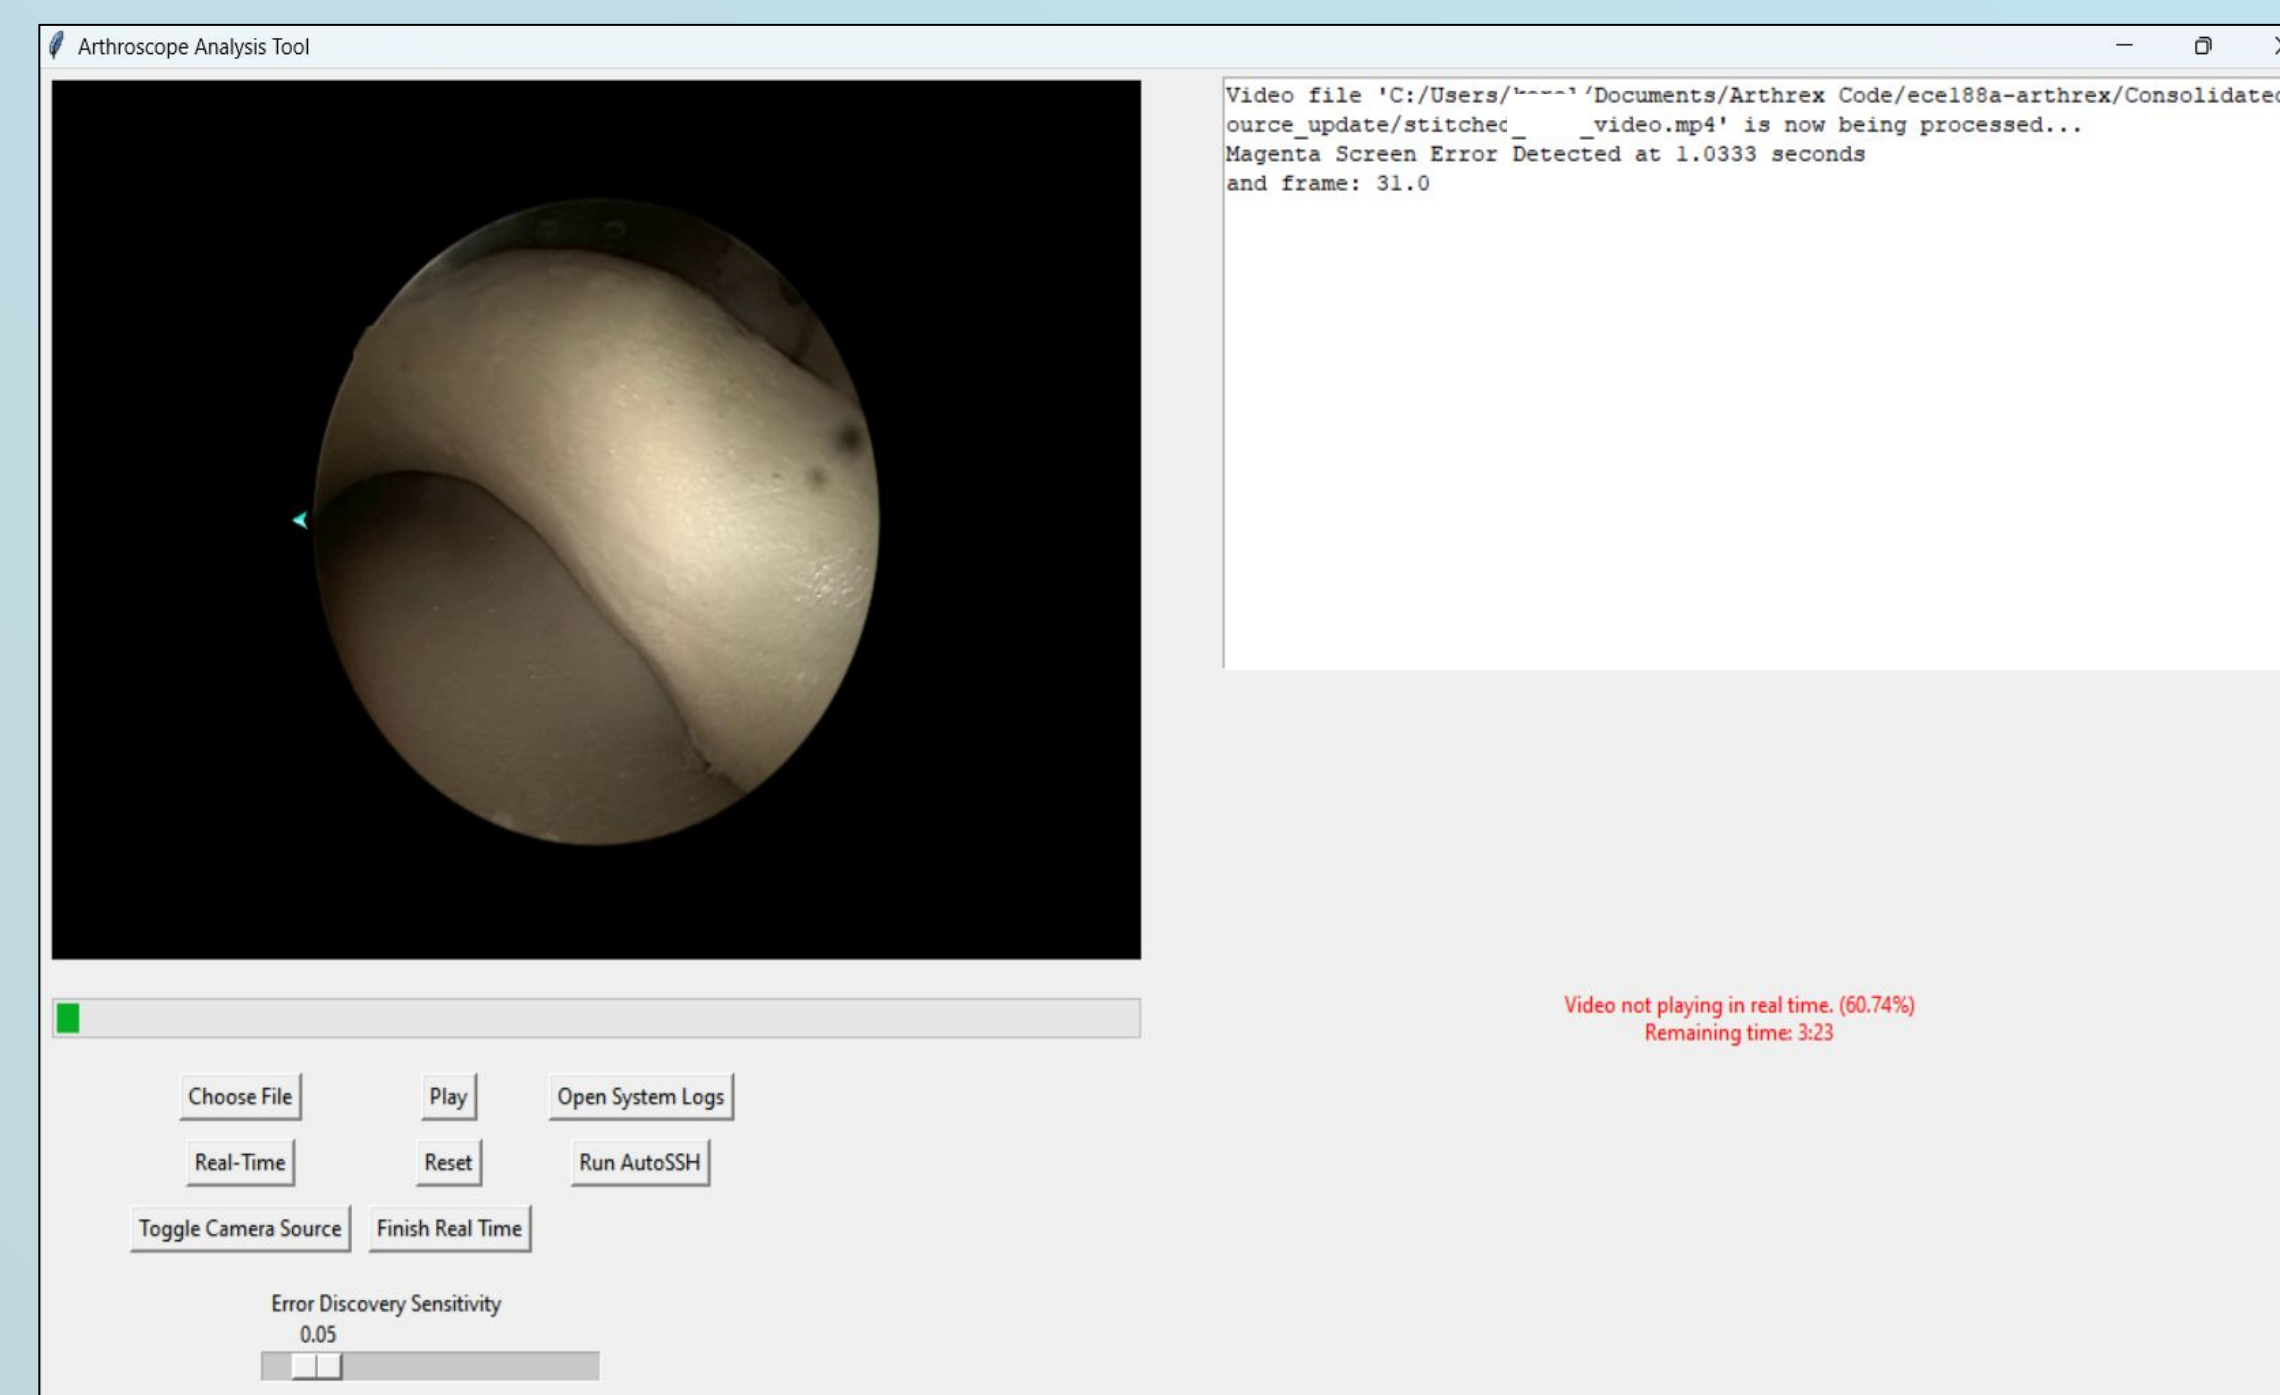 Arthroscope Analysis Tool
Video file 'C:/Users/ /Documents/Arthrex Code/ece188a-arthrex/Consolidated
ource_update/stitched_ _video.mp4' is now being processed...
Magenta Screen Error Detected at 1.0333 seconds
and frame: 31.0
Video not playing in real time. (60.74%)
Remaining time: 3:23
Choose File
Play
Open System Logs
Real-Time
Reset
Run AutoSSH
Toggle Camera Source
Finish Real Time
Error Discovery Sensitivity
0.05